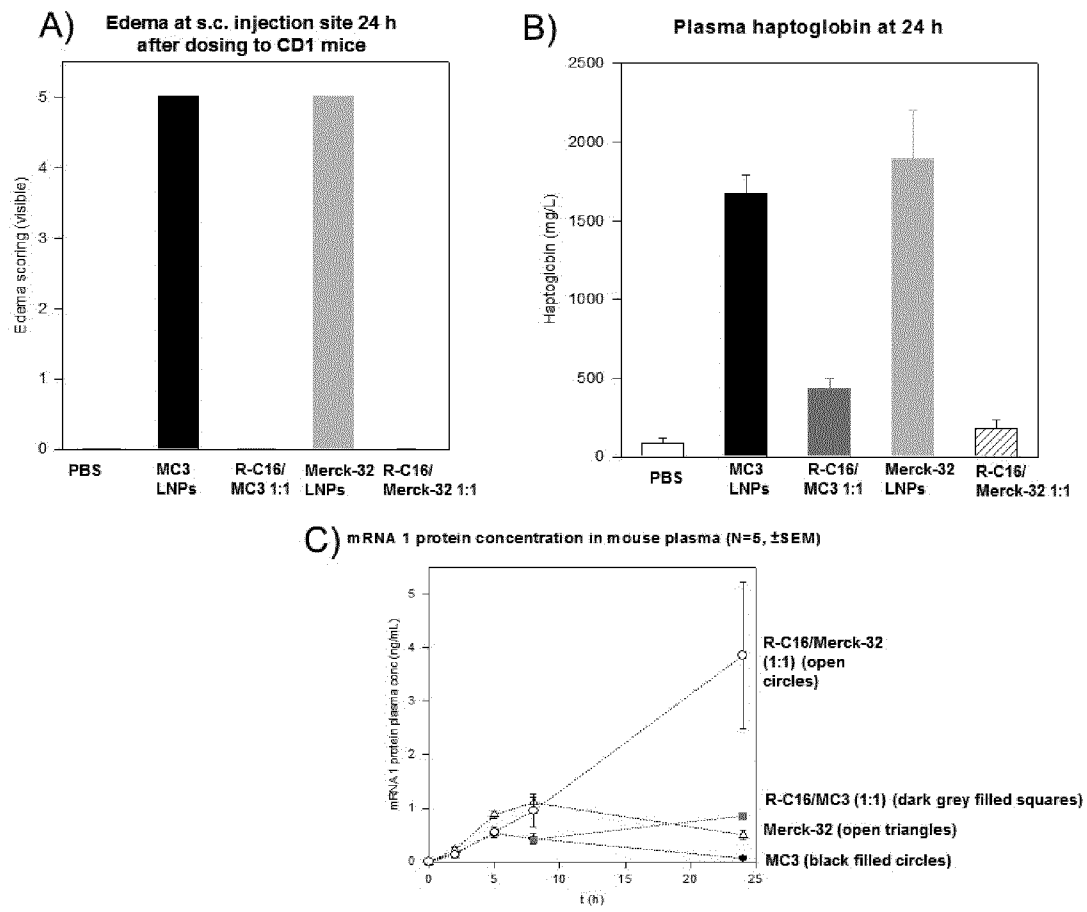 A)
Edema at s.c. injection site 24 h
after dosing to CD1 mice
Edema scoring (visible)
5
4
3
2
1
0
PBS
MC3
LNPs
R-C16/
MC3 1:1
Merck-32
LNPs
R-C16/
Merck-32 1:1
B)
Plasma haptoglobin at 24 h
Haptoglobin (mg/L)
2500
2000
1500
1000
500
0
PBS
MC3
LNPs
R-C16/
MC3 1:1
Merck-32
LNPs
R-C16/
Merck-32 1:1
C)
mRNA 1 protein concentration in mouse plasma (N=5, ±SEM)
mRNA 1 protein plasma conc (ng/mL)
5
4
3
2
1
0
0 5 10 15 20 25
t (h)
R-C16/Merck-32
(1:1) (open
circles)
R-C16/MC3 (1:1) (dark grey filled squares)
Merck-32 (open triangles)
MC3 (black filled circles)